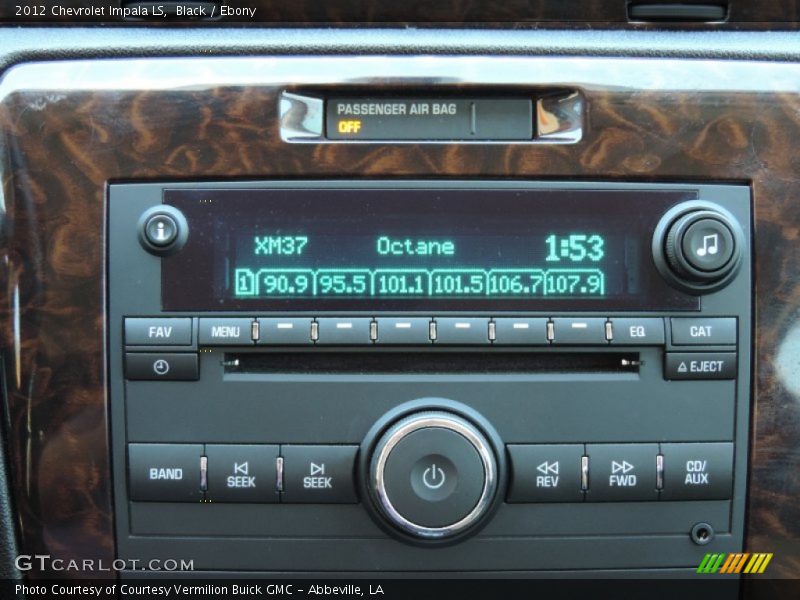 2012 Chevrolet Impala LS, Black / Ebony
PASSENGER AIR BAG
OFF
XM37 Octane 1:53
1 90.9 95.5 101.1 101.5 106.7 107.9
FAV MENU EQ CAT
EJECT
BAND SEEK SEEK REV FWD CD/AUX
GTCARLOT.COM
Photo Courtesy of Courtesy Vermilion Buick GMC - Abbeville, LA